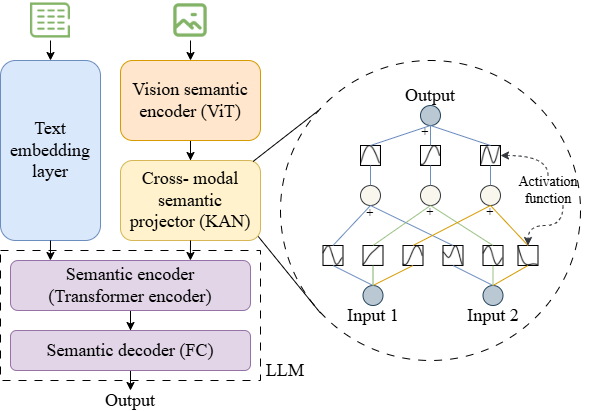 Text
embedding
layer
Vision semantic
encoder (ViT)
Cross- modal
semantic
projector (KAN)
Semantic encoder
(Transformer encoder)
Semantic decoder (FC)
LLM
Output
Output
+
Activation
function
+
+
+
Input 1
Input 2